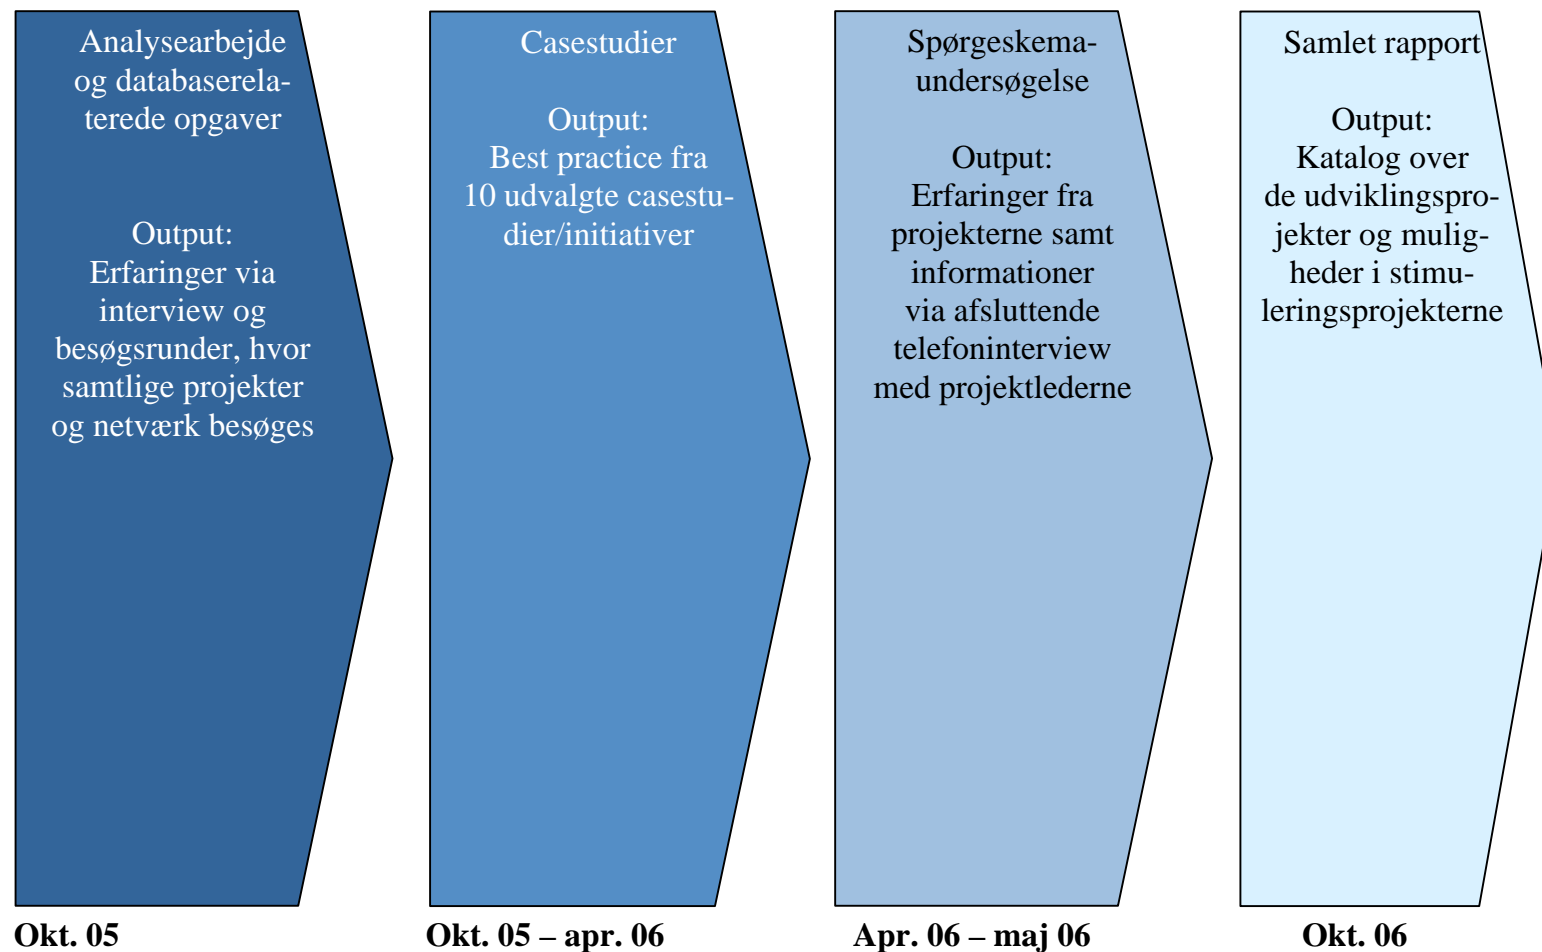 Analysearbejde
og databaserela-
terede opgaver
Output:
Erfaringer via
interview og
besøgsrunder, hvor
samtlige projekter
og netværk besøges
Okt. 05
Casestudier
Output:
Best practice fra
10 udvalgte casestu-
dier/initiativer
Okt. 05 – apr. 06
Spørgeskema-
undersøgelse
Output:
Erfaringer fra
projekterne samt
informationer
via afsluttende
telefoninterview
med projektlederne
Apr. 06 – maj 06
Samlet rapport
Output:
Katalog over
de udviklingspro-
jekter og mulig-
heder i stimu-
leringsprojekterne
Okt. 06